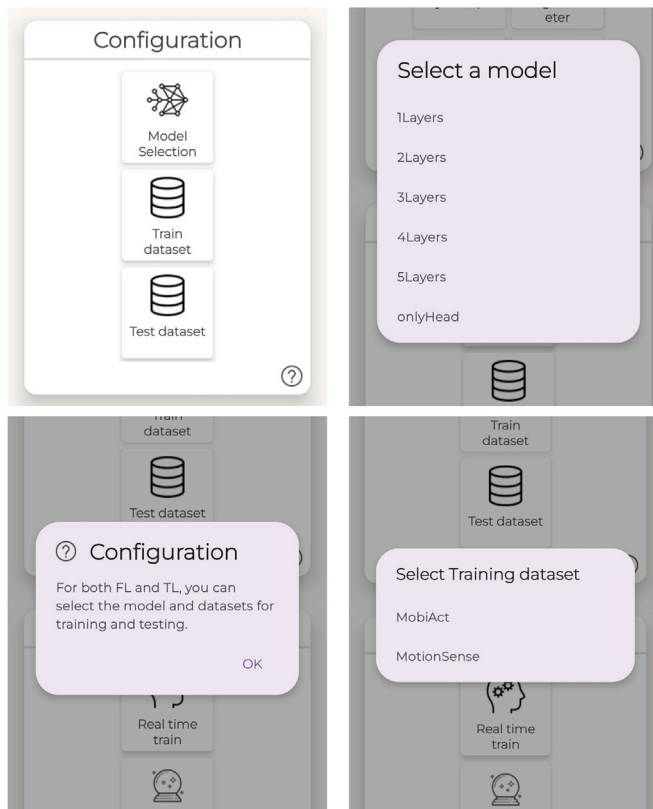 Configuration
Model
Selection
Train
dataset
Test dataset
eter
Select a model
1Layers
2Layers
3Layers
4Layers
5Layers
onlyHead
dataset
Test dataset
Configuration
For both FL and TL, you can
select the model and datasets for
training and testing.
OK
Real time
train
Train
dataset
Test dataset
Select Training dataset
MobiAct
MotionSense
Real time
train